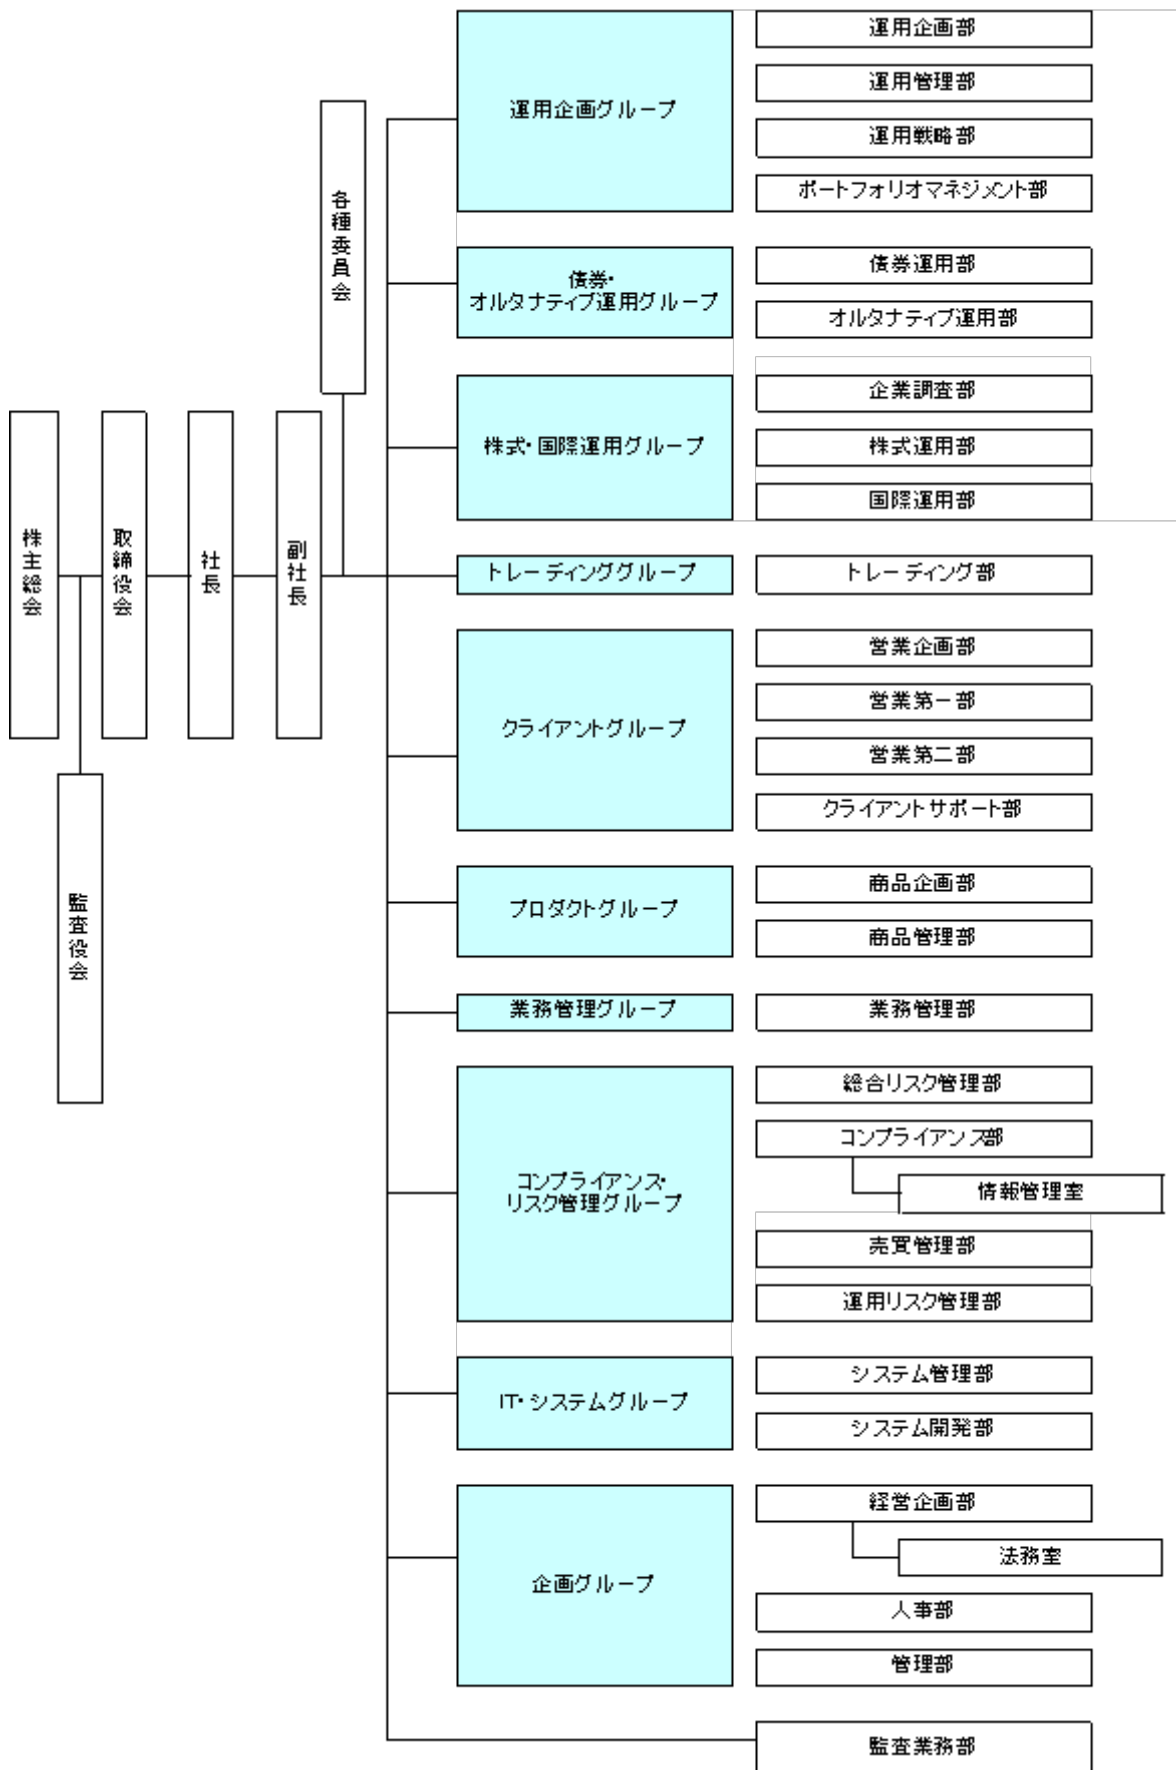 株主総会
監査役会
取締役会
社長
副社長
各種委員会
運用企画グループ
運用企画部
運用管理部
運用戦略部
ポートフォリオマネジメント部
債券・
オルタナティブ運用グループ
債券運用部
オルタナティブ運用部
株式・国際運用グループ
企業調査部
株式運用部
国際運用部
トレーディンググループ
トレーディング部
クライアントグループ
営業企画部
営業第一部
営業第二部
クライアントサポート部
プロダクトグループ
商品企画部
商品管理部
業務管理グループ
業務管理部
コンプライアンス・
リスク管理グループ
総合リスク管理部
コンプライアンス部
情報管理室
売買管理部
運用リスク管理部
IT・システムグループ
システム管理部
システム開発部
企画グループ
経営企画部
法務室
人事部
管理部
監査業務部